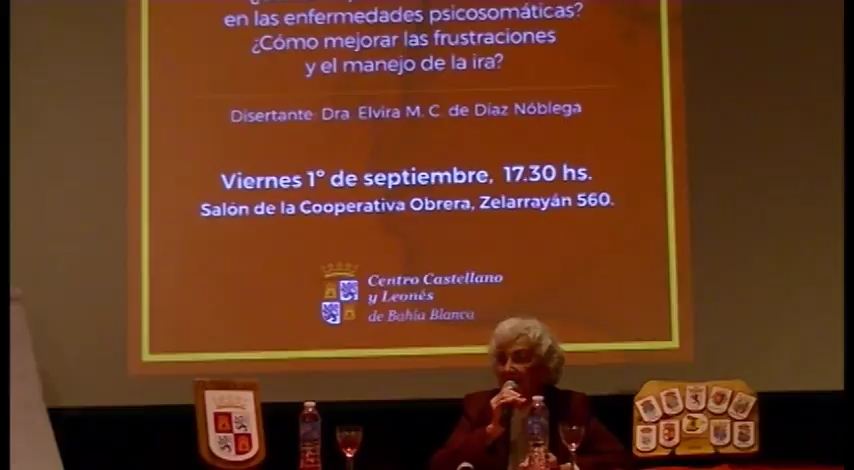 en las enfermedades psicosomáticas?
¿Cómo mejorar las frustraciones
y el manejo de la ira?
Disertante: Dra. Elvira M. C. de Díaz Nóblega
Viernes 1º de septiembre, 17.30 hs.
Salón de la Cooperativa Obrera, Zelarrayán 560.
Centro Castellano
y Leonés
de Bahía Blanca